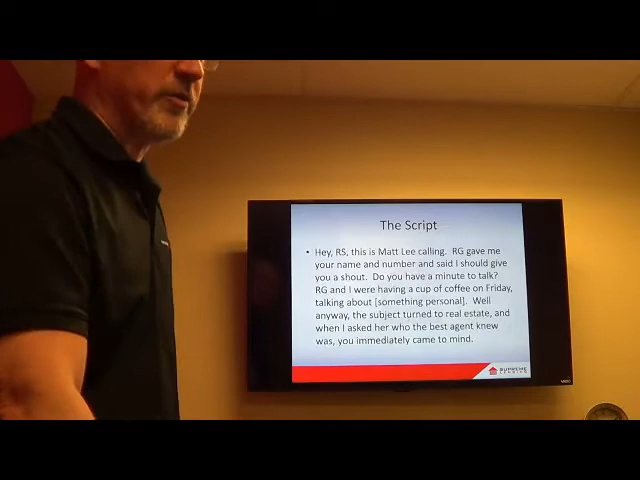 The Script
• Hey, RS, this is Matt Lee calling. RG gave me
your name and number and said I should give
you a shout. Do you have a minute to talk?
RG and I were having a cup of coffee on Friday,
talking about [something personal]. Well
anyway, the subject turned to real estate, and
when I asked her who the best agent knew
was, you immediately came to mind.
SUPREME
LENDING